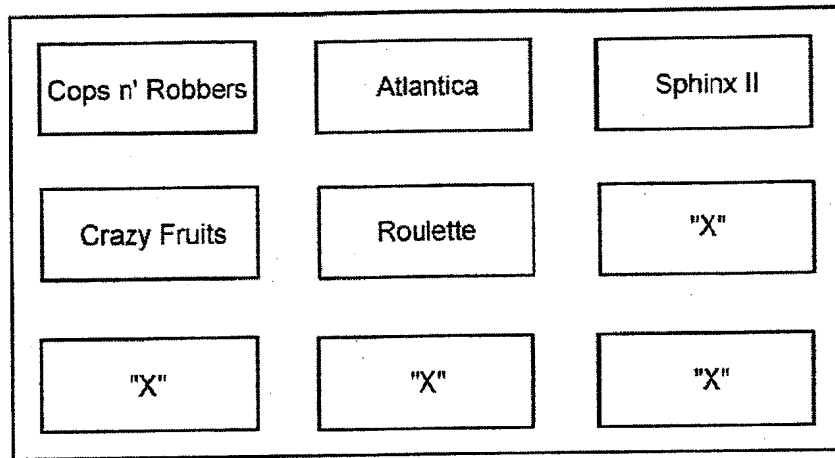 Cops n' Robbers
Atlantica
Sphinx II
Crazy Fruits
Roulette
"X"
"X"
"X"
"X"